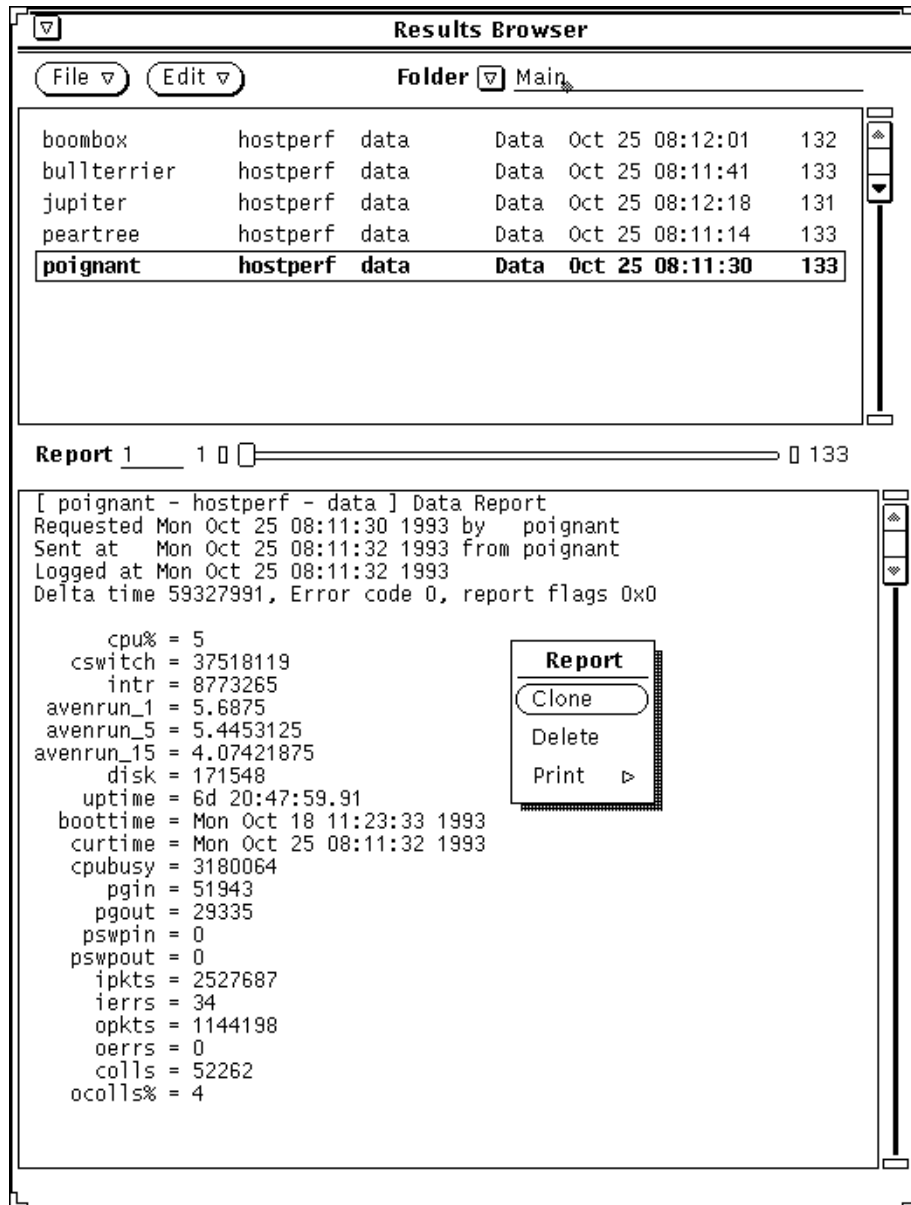 Results Browser
File Edit Folder Main
boombox hostperf data Data Oct 25 08:12:01 132
bullterrier hostperf data Data Oct 25 08:11:41 133
jupiter hostperf data Data Oct 25 08:12:18 131
peartree hostperf data Data Oct 25 08:11:14 133
poignant hostperf data Data Oct 25 08:11:30 133
Report 1 1 133
[ poignant - hostperf - data ] Data Report
Requested Mon Oct 25 08:11:30 1993 by poignant
Sent at Mon Oct 25 08:11:32 1993 from poignant
Logged at Mon Oct 25 08:11:32 1993
Delta time 59327991, Error code 0, report flags 0x0
cpu% = 5
cswitch = 37518119
intr = 8773265
avenrun_1 = 5.6875
avenrun_5 = 5.4453125
avenrun_15 = 4.07421875
disk = 171548
uptime = 6d 20:47:59.91
boottime = Mon Oct 18 11:23:33 1993
curtime = Mon Oct 25 08:11:32 1993
cpubusy = 3180064
pgin = 51943
pgout = 29335
pswpin = 0
pswpout = 0
ipkts = 2527687
ierrs = 34
opkts = 1144198
oerrs = 0
colls = 52262
ocolls% = 4
Report
Clone
Delete
Print